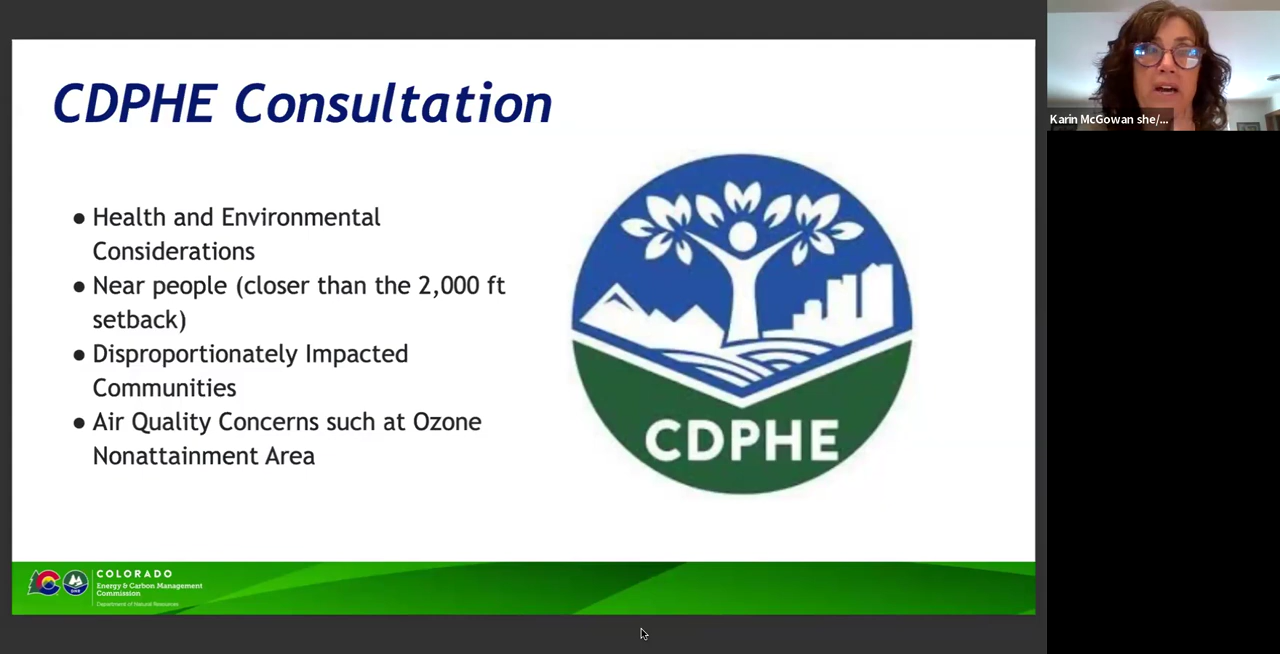 CDPHE Consultation
● Health and Environmental
Considerations
● Near people (closer than the 2,000 ft
setback)
● Disproportionately Impacted
Communities
● Air Quality Concerns such at Ozone
Nonattainment Area
CDPHE
COLORADO
Energy & Carbon Management
Commission
Department of Natural Resources
Karin McGowan she/...